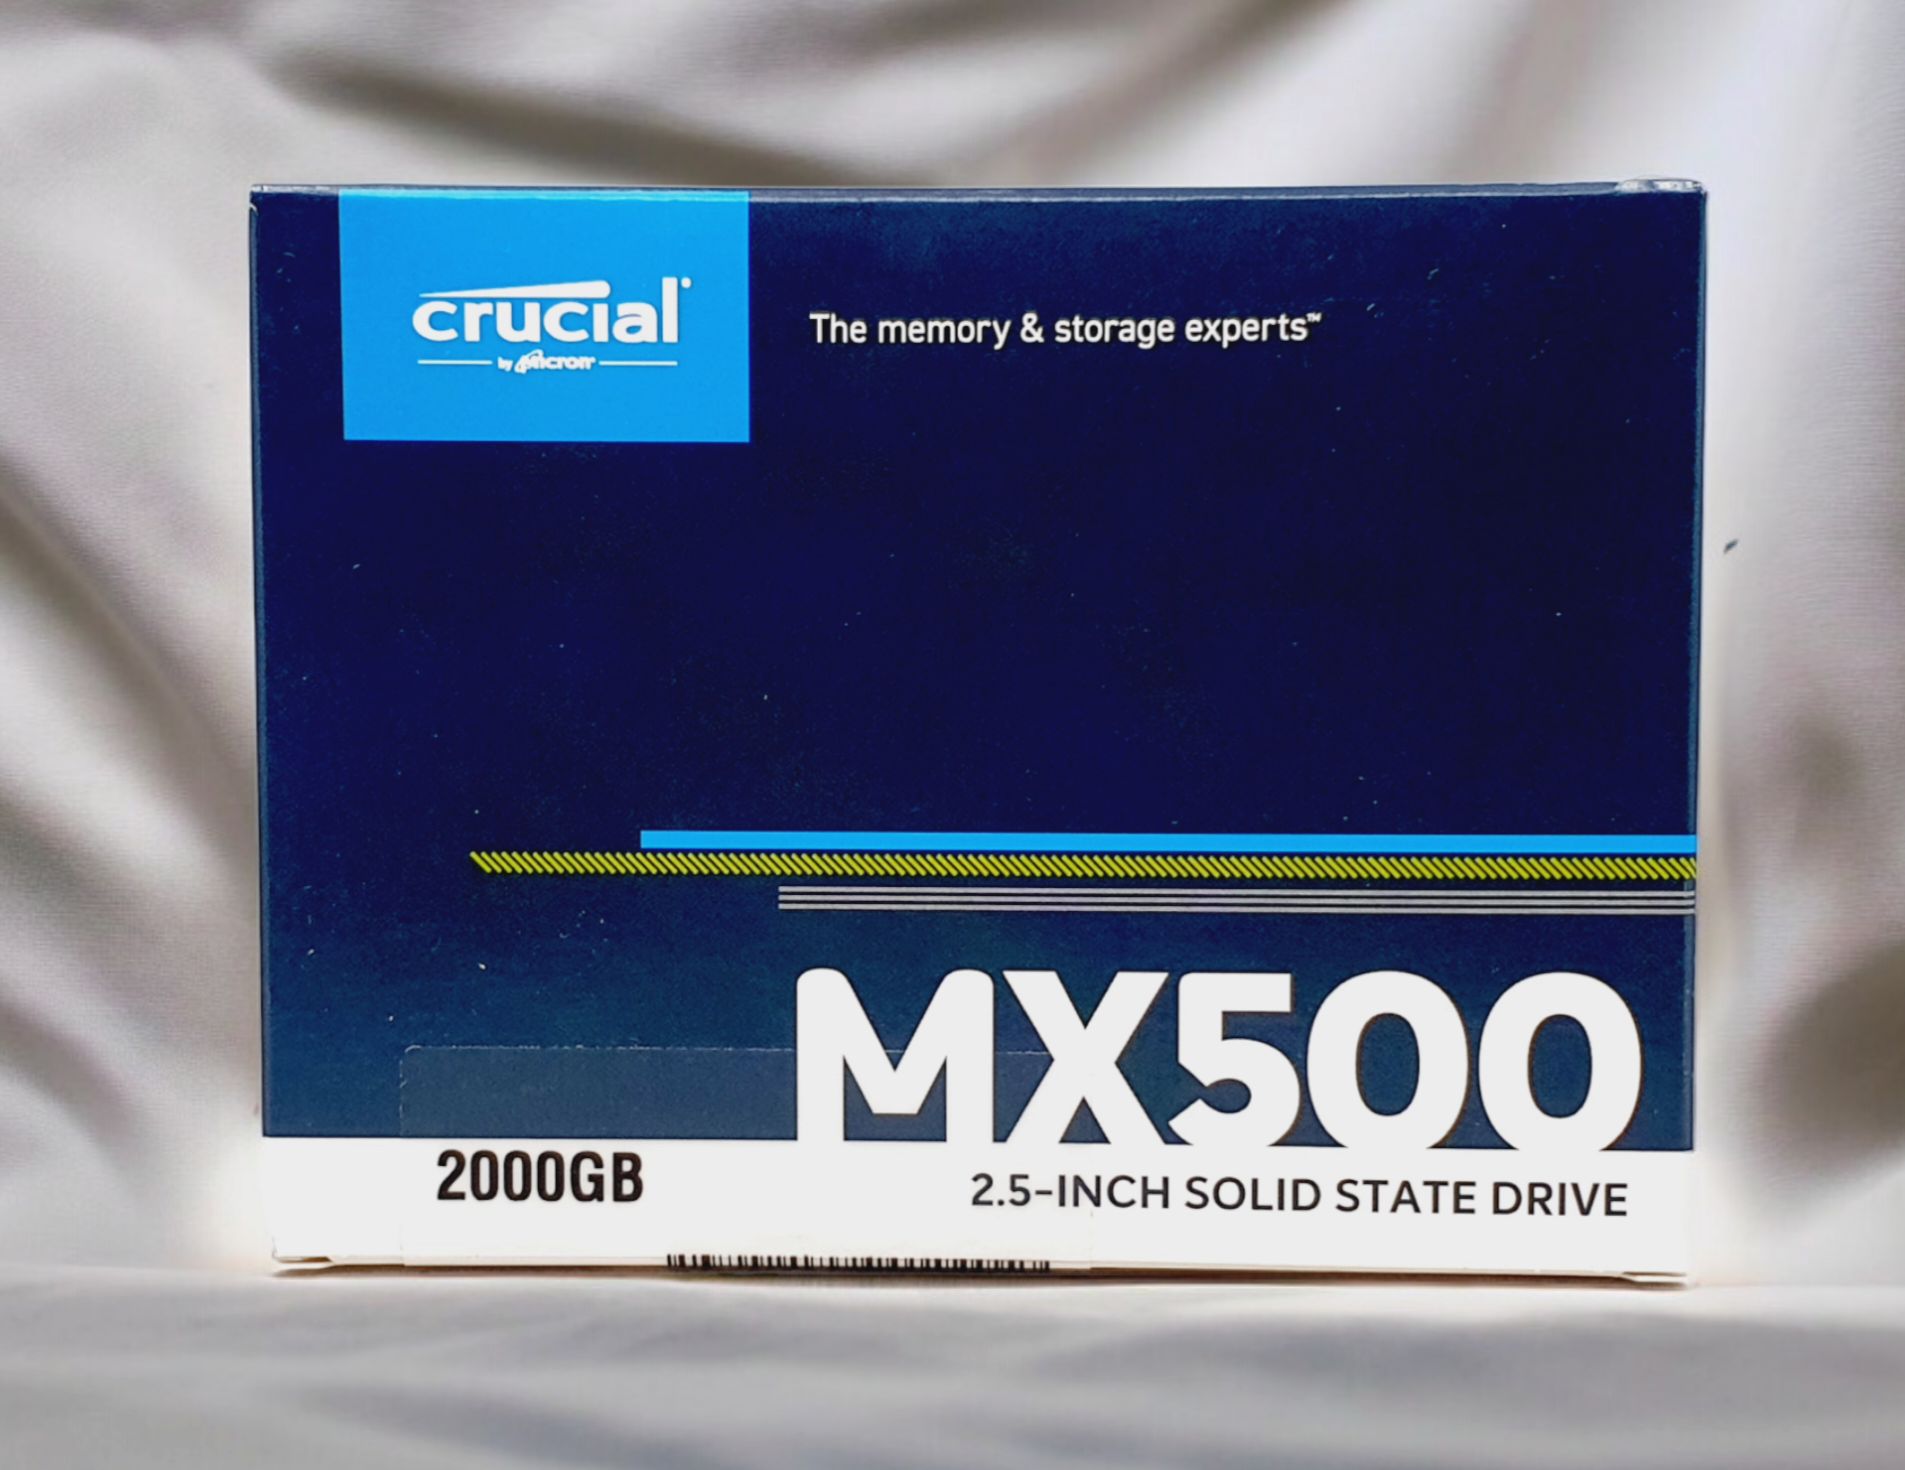 crucial
by Micron
The memory & storage experts™
MX500
2000GB
2.5-INCH SOLID STATE DRIVE